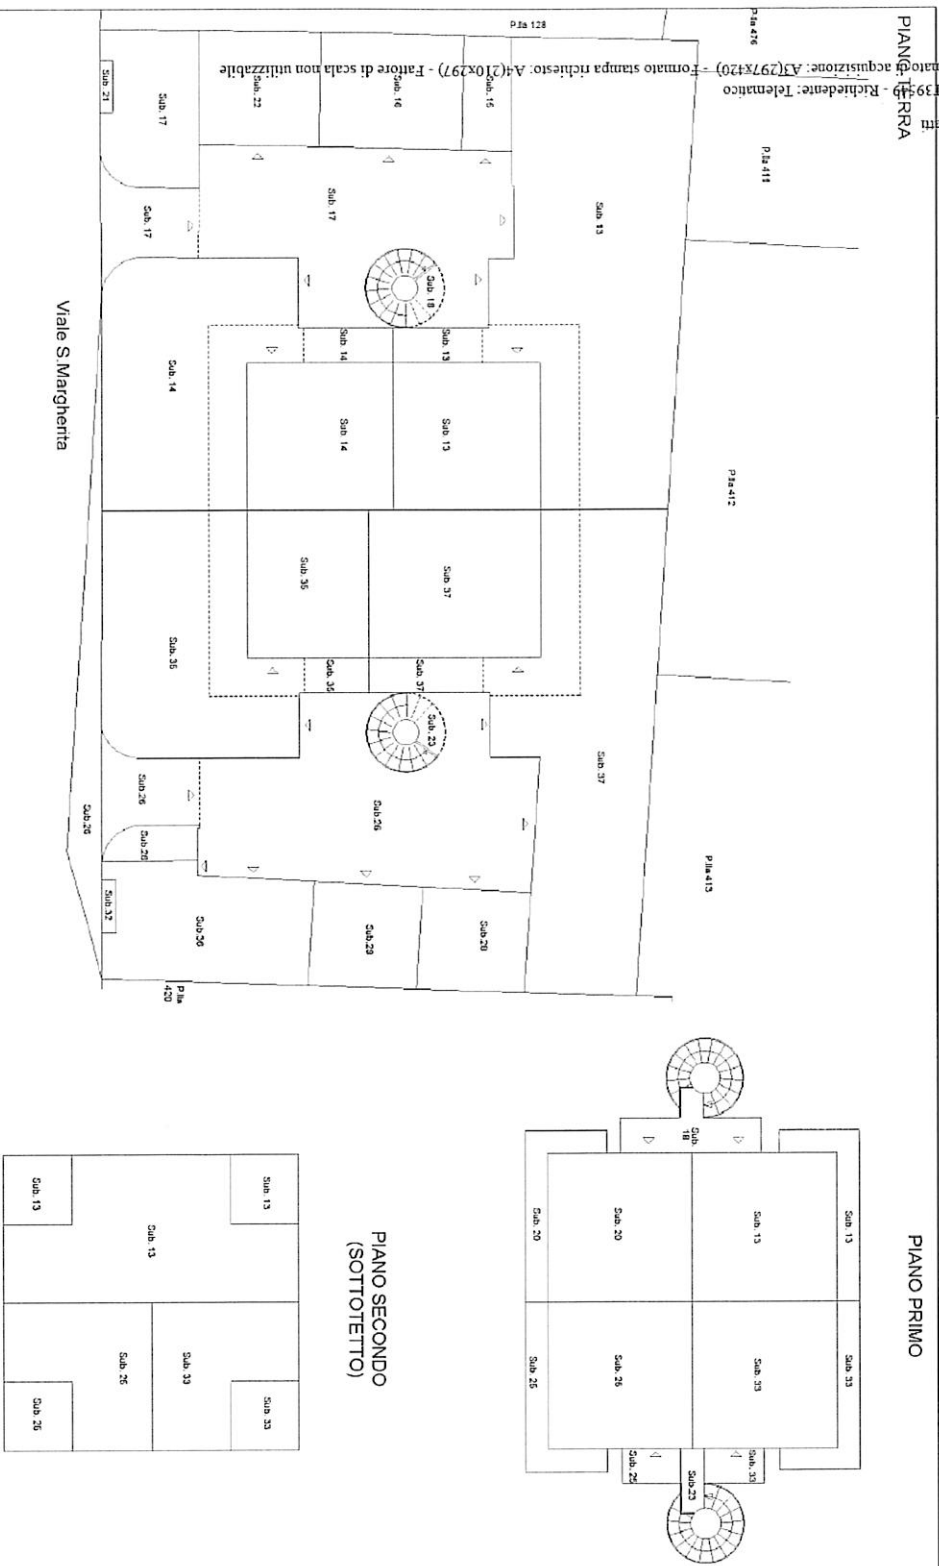 PIANO TERRA
P.lla 128
P.lla 476
P.lla 411
P.lla 412
P.lla 413
P.lla
420
mato di acquisizione: A3(297x420) - Formato stampa richiesto: A4(210x297) - Fattore di scala non utilizzabile
- Richiedente: Telematico
Sub. 21
Sub. 17
Sub. 22
Sub. 16
Sub. 15
Sub. 17
Sub. 17
Sub. 13
Sub. 18
Sub. 14
Sub. 14
Sub. 13
Sub. 14
Sub. 13
Viale S.Margherita
Sub. 35
Sub. 35
Sub. 37
Sub. 35
Sub. 37
Sub. 23
Sub. 37
Sub.26
Sub.26
Sub.26
Sub.26
Sub.32
Sub.36
Sub.29
Sub.28
PIANO PRIMO
Sub.
18
Sub. 20
Sub. 20
Sub. 13
Sub. 13
Sub. 25
Sub. 26
Sub. 33
Sub. 33
Sub.25
Sub.23
Sub. 33
PIANO SECONDO
(SOTTOTETTO)
Sub. 13
Sub. 13
Sub. 13
Sub. 25
Sub. 33
Sub. 26
Sub. 33